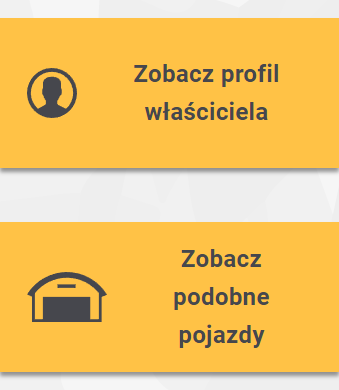 Zobacz profil
właściciela
Zobacz
podobne
pojazdy